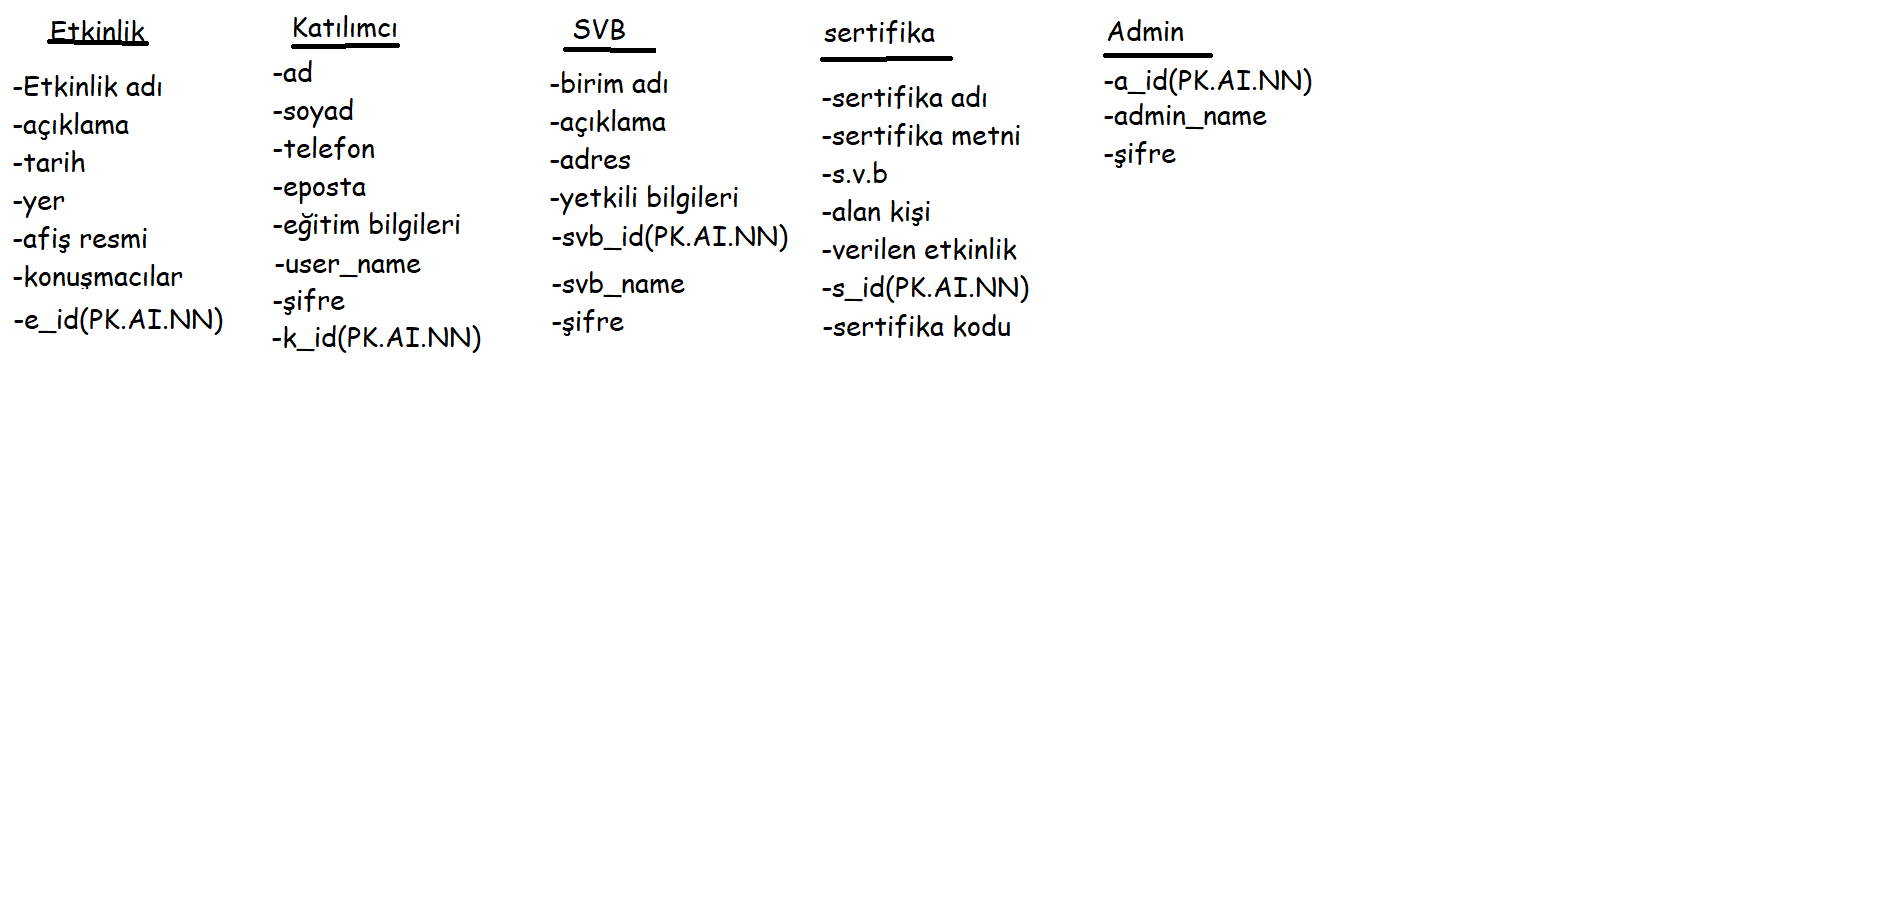 Etkinlik
-Etkinlik adı
-açıklama
-tarih
-yer
-afiş resmi
-konuşmacılar
-e_id(PK.AI.NN)
Katılımcı
-ad
-soyad
-telefon
-eposta
-eğitim bilgileri
-user_name
-şifre
-k_id(PK.AI.NN)
SVB
-birim adı
-açıklama
-adres
-yetkili bilgileri
-svb_id(PK.AI.NN)
-svb_name
-şifre
sertifika
-sertifika adı
-sertifika metni
-s.v.b
-alan kişi
-verilen etkinlik
-s_id(PK.AI.NN)
-sertifika kodu
Admin
-a_id(PK.AI.NN)
-admin_name
-şifre